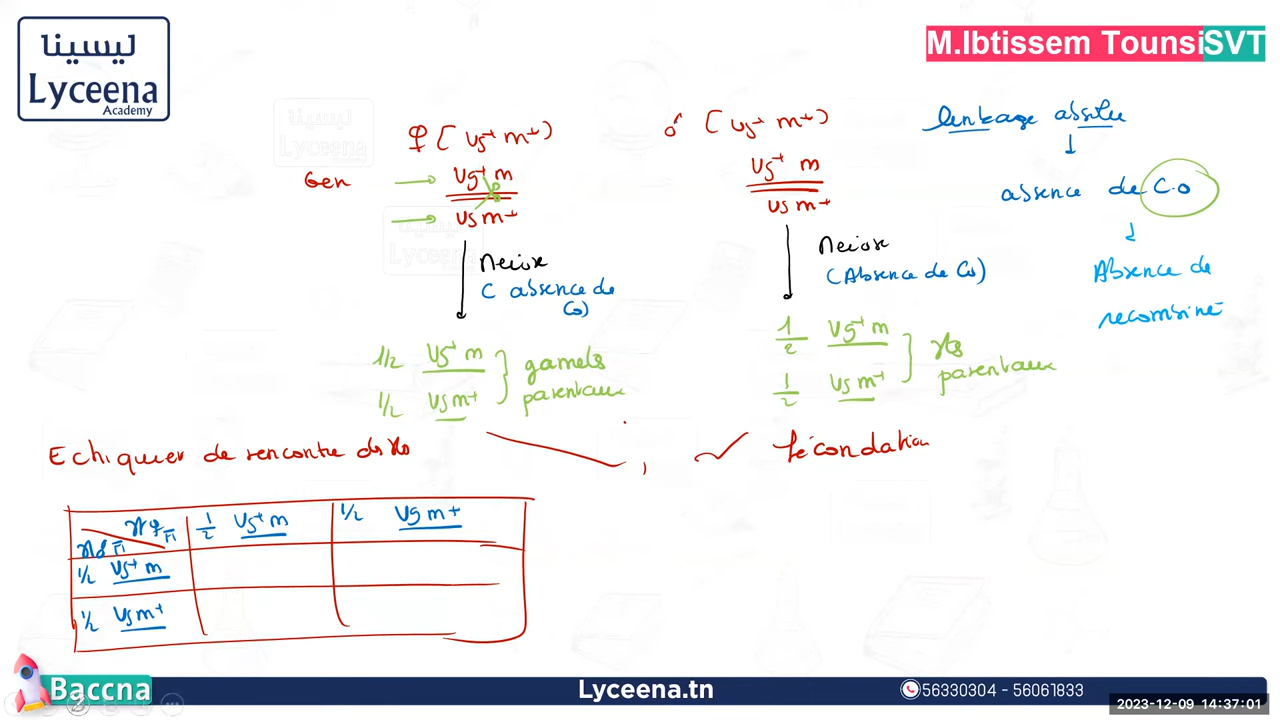 ليسينا
Lyceena
Academy
M.Ibtissem TounsiSVT
♀ [ vg+ m+ ]
♂ [ vg+ m+ ]
linkage absolu
↓
absence de C.O
↓
Absence de
Gen → vg+ m
→ vg m+
vg+ m
vg m+
Meiose
( absence de
Co)
Meiose
(Absence de Co)
1/2 vg+ m
1/2 vg m+
gamets
parentaux
1/2 vg+ m
1/2 vg m+
parentaux
Echiquier de rencontre des
fécondation
♀ F1
♂ F1
1/2 vg+ m
1/2 vg m+
1/2 vg+ m
1/2 vg m+
Baccna
Lyceena.tn
56330304 - 56061833
2023-12-09 14:37:01